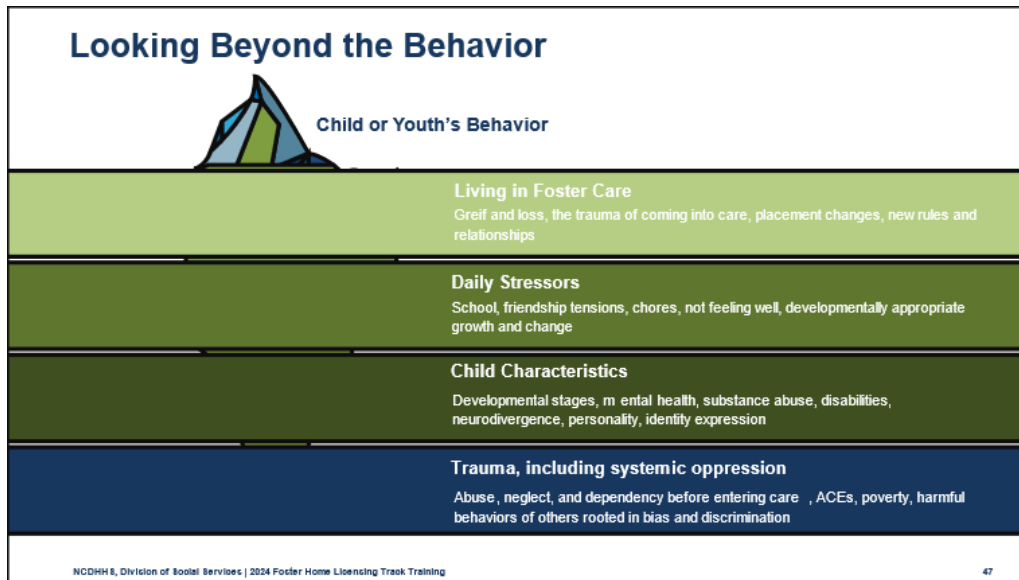 Looking Beyond the Behavior
Child or Youth's Behavior
Living in Foster Care
Greif and loss, the trauma of coming into care, placement changes, new rules and
relationships
Daily Stressors
School, friendship tensions, chores, not feeling well, developmentally appropriate
growth and change
Child Characteristics
Developmental stages, m ental health, substance abuse, disabilities,
neurodivergence, personality, identity expression
Trauma, including systemic oppression
Abuse, neglect, and dependency before entering care , ACEs, poverty, harmful
behaviors of others rooted in bias and discrimination
NCDHHS, Division of Social Services | 2024 Foster Home Licensing Track Training
47